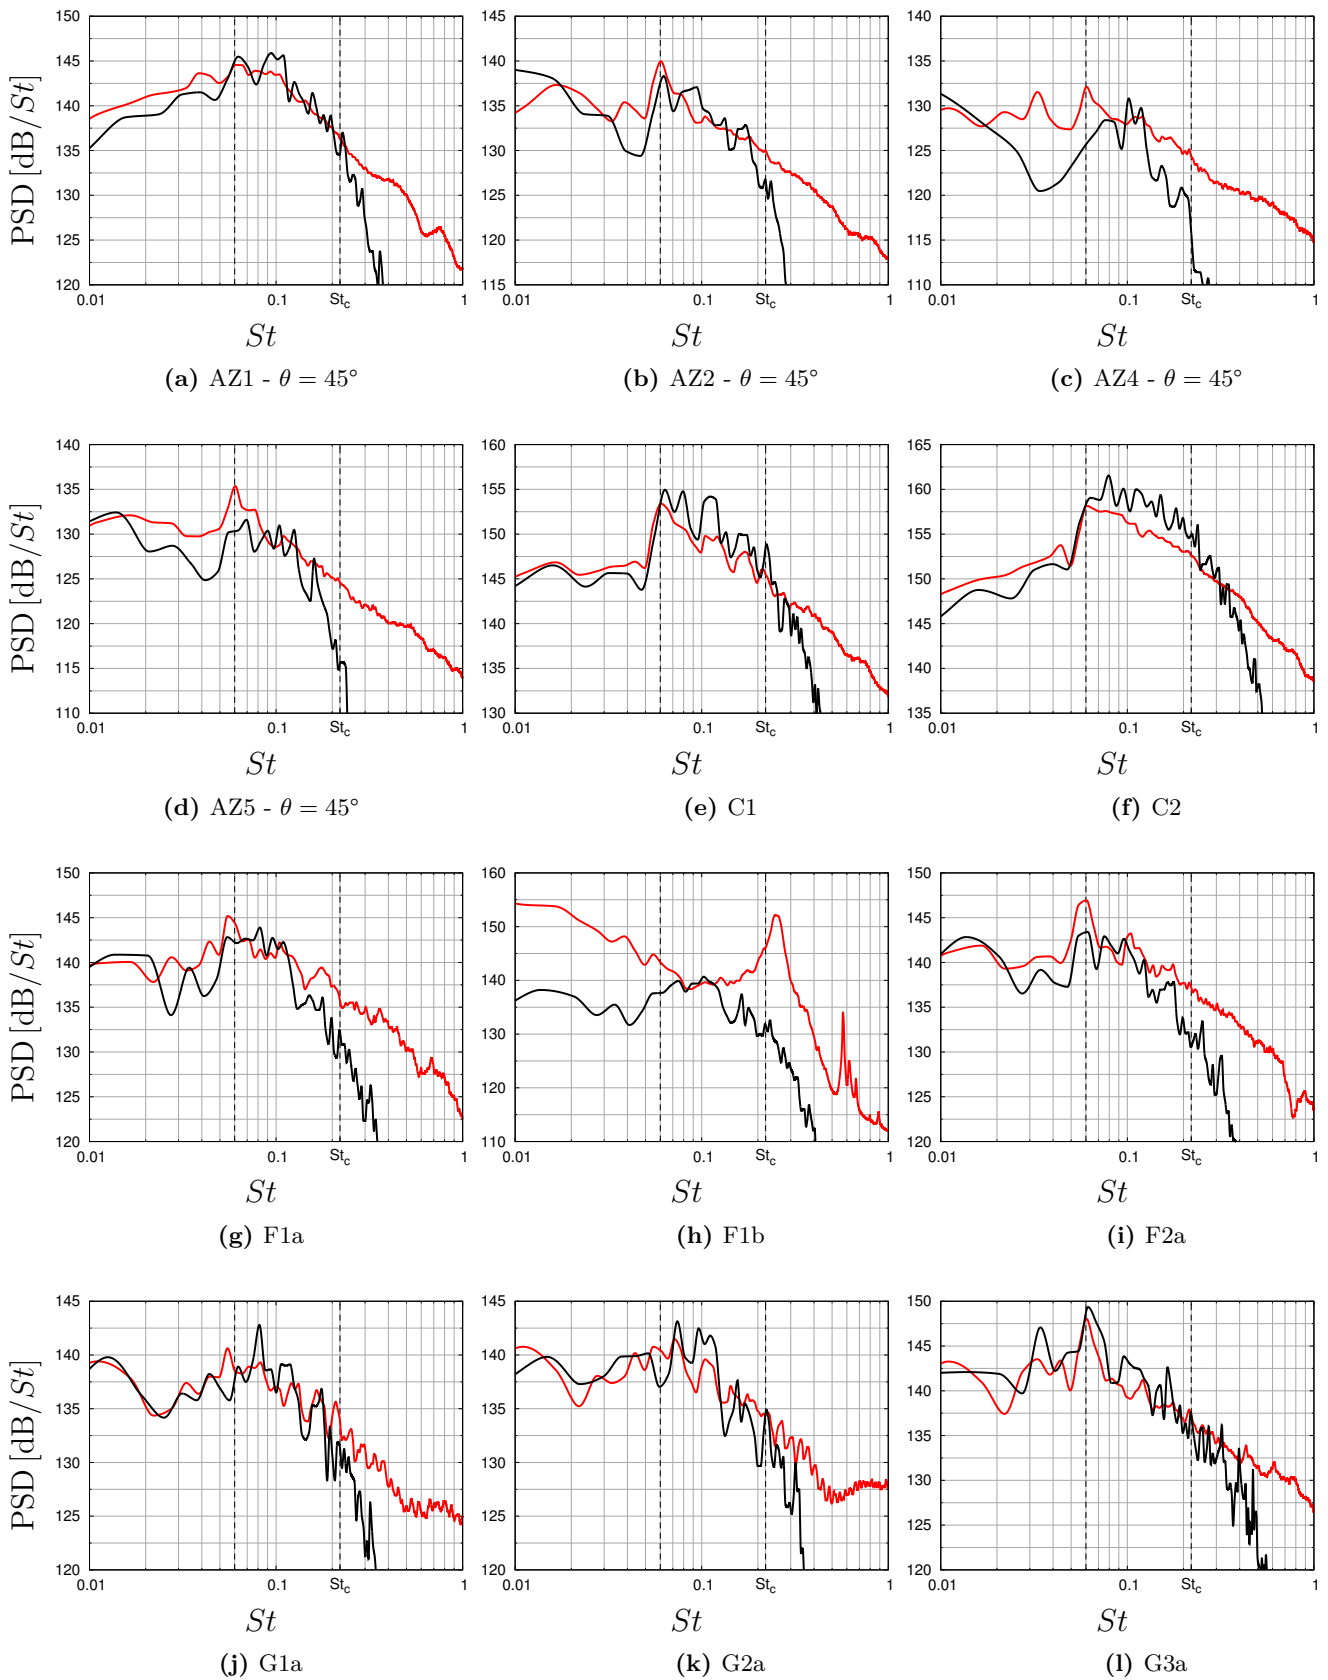 150 145 140 135 130 125 120
PSD [dB/St]
0.01 0.1 St_c 1
St
(a) AZ1 - θ = 45°
145 140 135 130 125 120 115
0.01 0.1 St_c 1
St
(b) AZ2 - θ = 45°
140 135 130 125 120 115 110
0.01 0.1 St_c 1
St
(c) AZ4 - θ = 45°
140 135 130 125 120 115 110
PSD [dB/St]
0.01 0.1 St_c 1
St
(d) AZ5 - θ = 45°
160 155 150 145 140 135 130
0.01 0.1 St_c 1
St
(e) C1
165 160 155 150 145 140 135
0.01 0.1 St_c 1
St
(f) C2
150 145 140 135 130 125 120
PSD [dB/St]
0.01 0.1 St_c 1
St
(g) F1a
160 150 140 130 120 110
0.01 0.1 St_c 1
St
(h) F1b
150 145 140 135 130 125 120
0.01 0.1 St_c 1
St
(i) F2a
145 140 135 130 125 120
PSD [dB/St]
0.01 0.1 St_c 1
St
(j) G1a
145 140 135 130 125 120
0.01 0.1 St_c 1
St
(k) G2a
150 145 140 135 130 120
0.01 0.1 St_c 1
St
(l) G3a